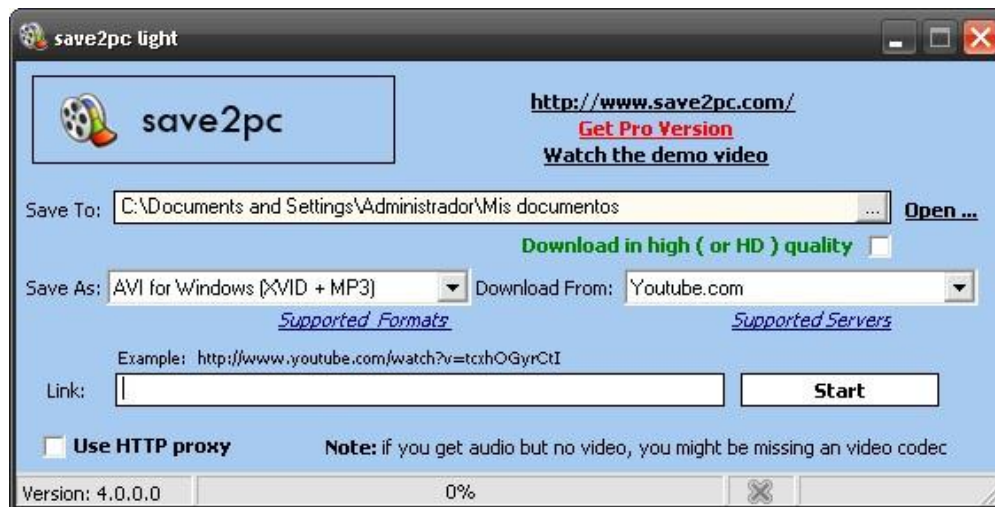 save2pc light
save2pc
http://www.save2pc.com/
Get Pro Version
Watch the demo video
Save To: C:\Documents and Settings\Administrador\Mis documentos ... Open ...
Download in high ( or HD ) quality
Save As: AVI for Windows (XVID + MP3) Download From: Youtube.com
Supported Formats Supported Servers
Example: http://www.youtube.com/watch?v=tcxhOGyrCtI
Link: Start
Use HTTP proxy Note: if you get audio but no video, you might be missing an video codec
Version: 4.0.0.0 0%